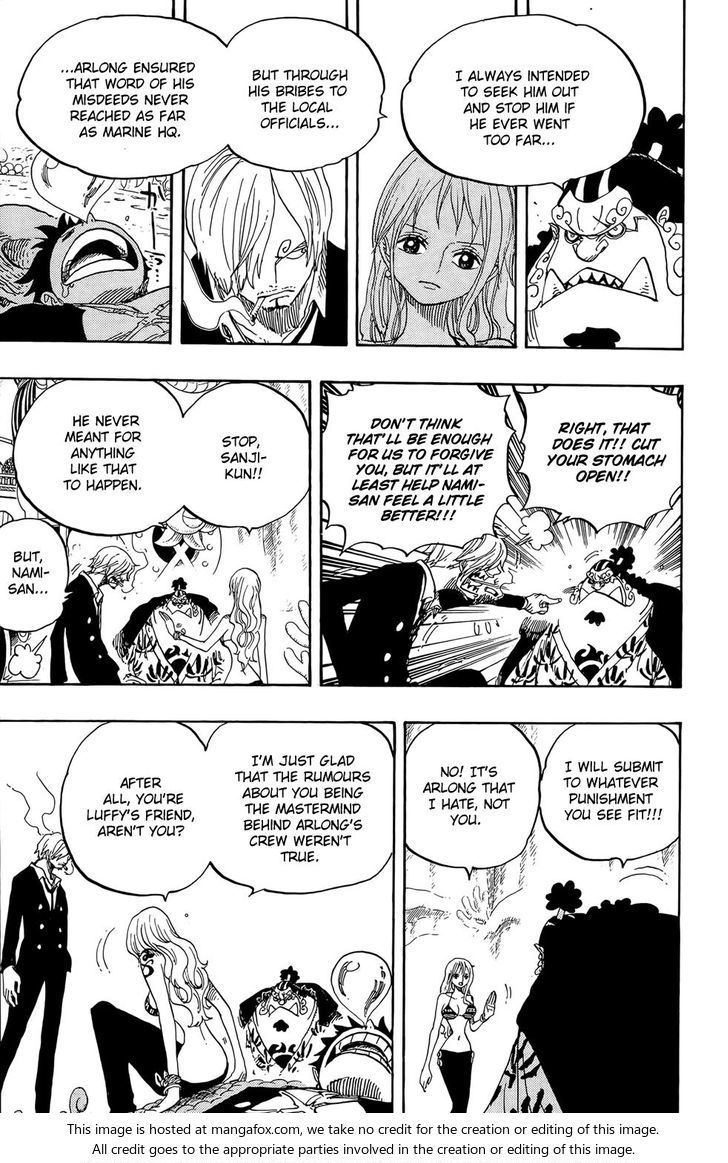 I ALWAYS INTENDED
TO SEEK HIM OUT
AND STOP HIM IF
HE EVER WENT
TOO FAR...
BUT THROUGH
HIS BRIBES TO
THE LOCAL
OFFICIALS...
...ARLONG ENSURED
THAT WORD OF HIS
MISDEEDS NEVER
REACHED AS FAR
AS MARINE HQ.
RIGHT, THAT
DOES IT!! CUT
YOUR STOMACH
OPEN!!
DON'T THINK
THAT'LL BE ENOUGH
FOR US TO FORGIVE
YOU, BUT IT'LL AT
LEAST HELP NAMI-
SAN FEEL A LITTLE
BETTER!!!
STOP,
SANJI-
KUN!!
HE NEVER
MEANT FOR
ANYTHING
LIKE THAT
TO HAPPEN.
BUT,
NAMI-
SAN...
I WILL SUBMIT
TO WHATEVER
PUNISHMENT
YOU SEE FIT!!!
NO! IT'S
ARLONG THAT
I HATE, NOT
YOU.
I'M JUST GLAD
THAT THE RUMOURS
ABOUT YOU BEING
THE MASTERMIND
BEHIND ARLONG'S
CREW WEREN'T
TRUE.
AFTER
ALL, YOU'RE
LUFFY'S FRIEND,
AREN'T YOU?
This image is hosted at mangafox.com, we take no credit for the creation or editing of this image.
All credit goes to the appropriate parties involved in the creation or editing of this image.